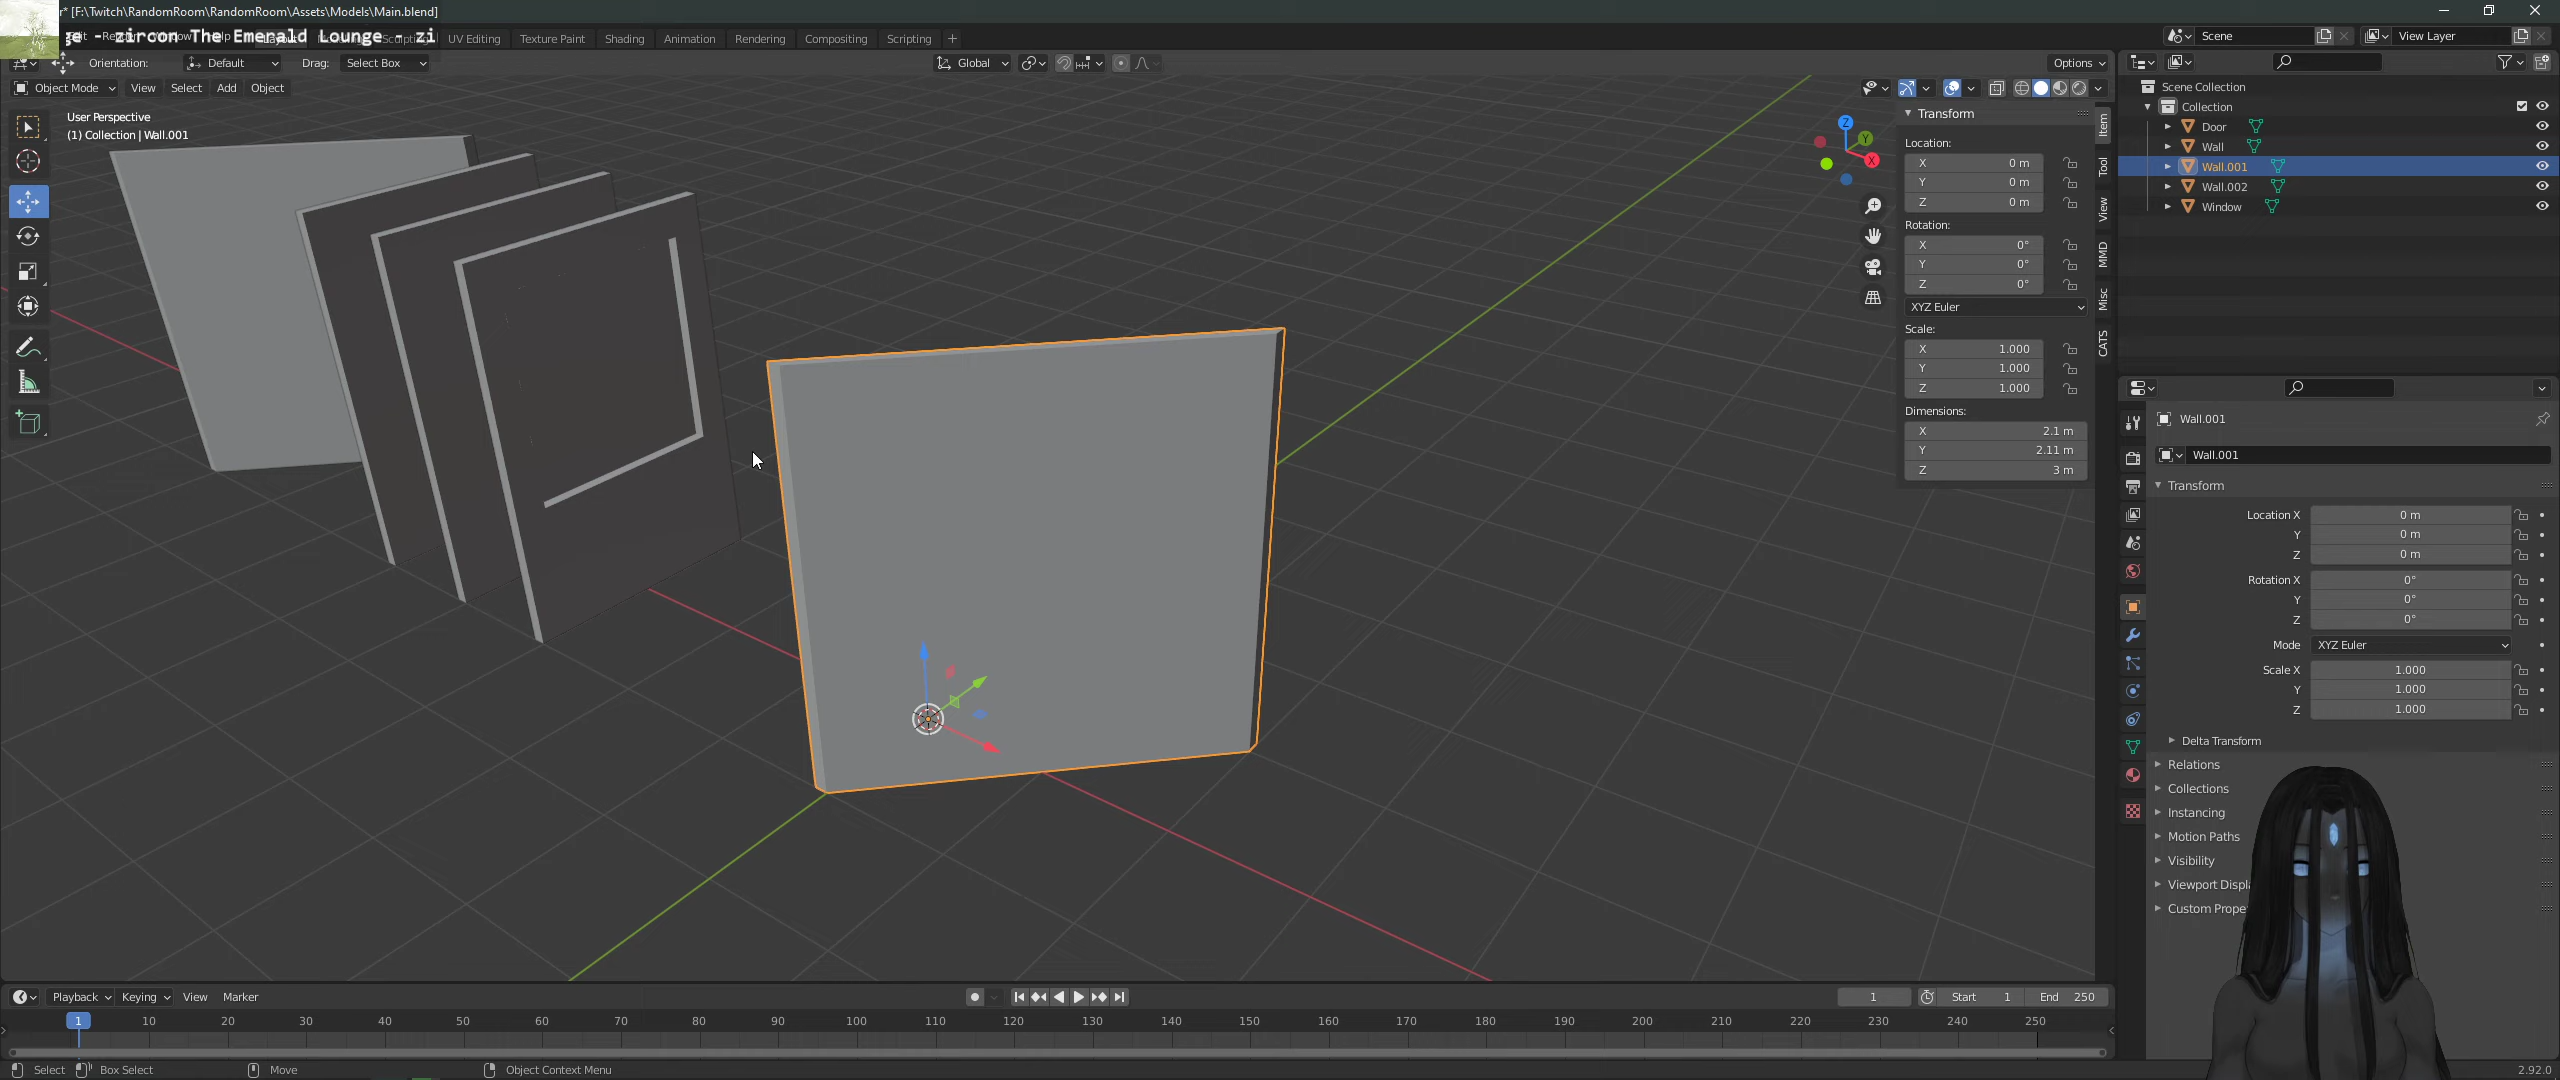 r* [F:\Twitch\RandomRoom\RandomRoom\Assets\Models\Main.blend]
ge - zircon The Emerald Lounge - zi
UV Editing Texture Paint Shading Animation Rendering Compositing Scripting +
Scene View Layer
Orientation: Default Drag: Select Box Global Options
Object Mode View Select Add Object
User Perspective
(1) Collection | Wall.001
Z
Y
X
Transform
Location:
X 0 m
Y 0 m
Z 0 m
Rotation:
X 0°
Y 0°
Z 0°
XYZ Euler
Scale:
X 1.000
Y 1.000
Z 1.000
Dimensions:
X 2.1 m
Y 2.11 m
Z 3 m
Item
Tool
View
MMD
Misc
CATS
Scene Collection
Collection
Door
Wall
Wall.001
Wall.002
Window
Wall.001
Wall.001
Transform
Location X 0 m
Y 0 m
Z 0 m
Rotation X 0°
Y 0°
Z 0°
Mode XYZ Euler
Scale X 1.000
Y 1.000
Z 1.000
Delta Transform
Relations
Collections
Instancing
Motion Paths
Visibility
Viewport Displ
Custom Prope
Playback Keying View Marker
1 Start 1 End 250
1 10 20 30 40 50 60 70 80 90 100 110 120 130 140 150 160 170 180 190 200 210 220 230 240 250
Select Box Select Move Object Context Menu
2.92.0